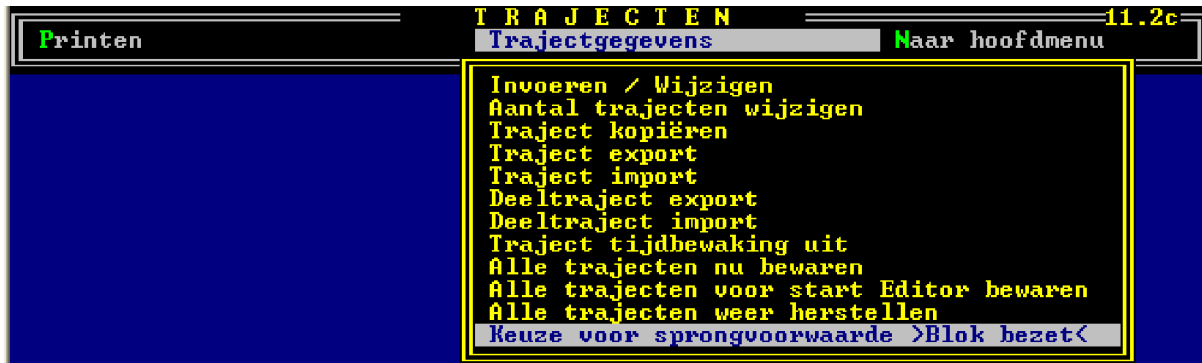 T R A J E C T E N 11.2c
Printen Trajectgegevens Naar hoofdmenu
Invoeren / Wijzigen
Aantal trajecten wijzigen
Traject kopiëren
Traject export
Traject import
Deeltraject export
Deeltraject import
Traject tijdbewaking uit
Alle trajecten nu bewaren
Alle trajecten voor start Editor bewaren
Alle trajecten weer herstellen
Keuze voor sprongvoorwaarde >Blok bezet<